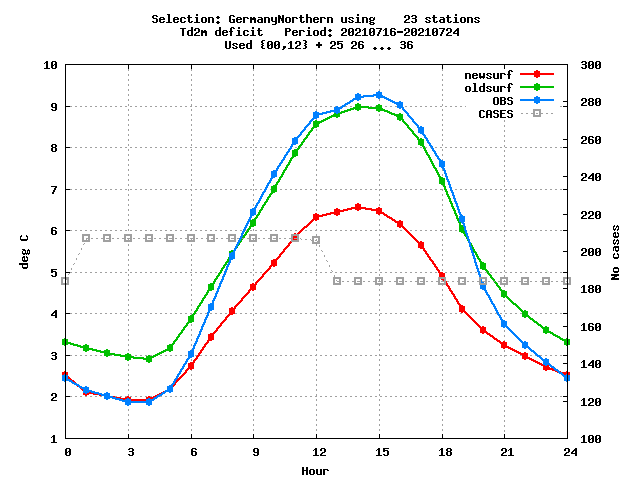 Selection: GermanyNorthern using    23 stations
Td2m deficit   Period: 20210716-20210724
Used {00,12} + 25 26 ... 36
newsurf
oldsurf
OBS
CASES
10
9
8
7
6
5
4
3
2
1
deg C
300
280
260
240
220
200
180
160
140
120
100
No cases
0 3 6 9 12 15 18 21 24
Hour